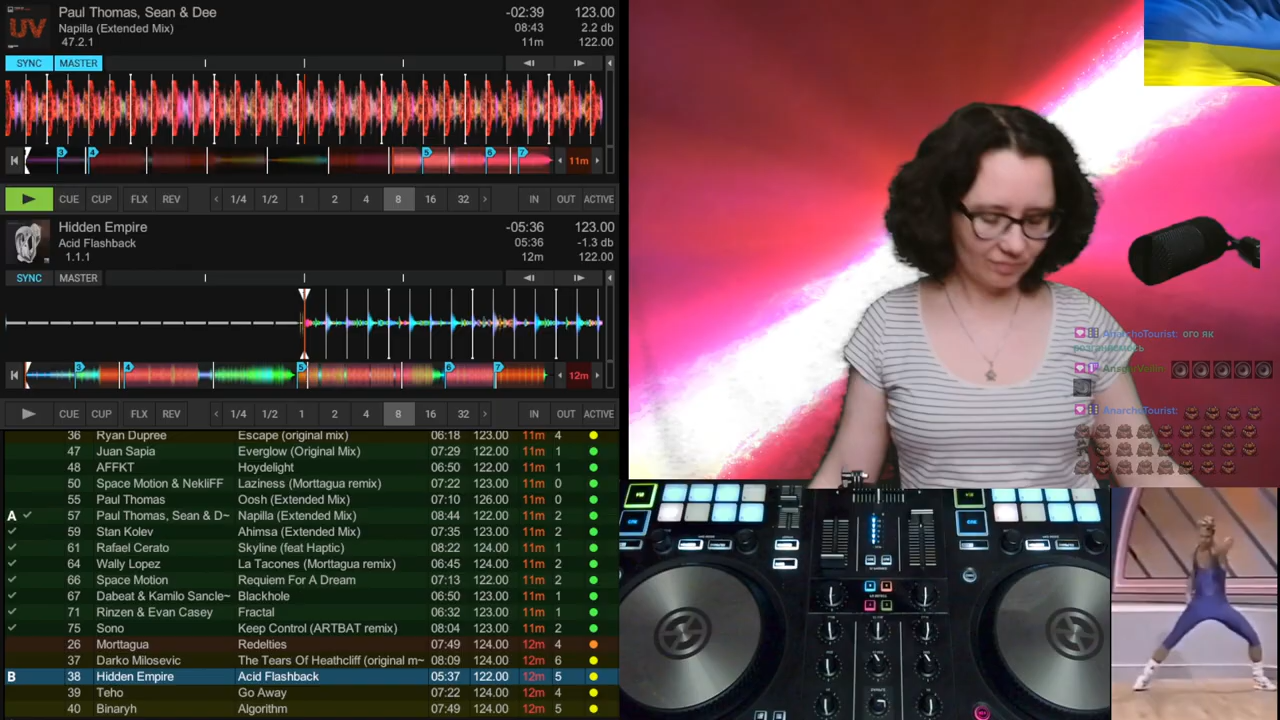 UV
Paul Thomas, Sean & Dee
-02:39
123.00
Napilla (Extended Mix)
08:43
2.2 db
47.2.1
11m
122.00
SYNC
MASTER
3
4
5
6
7
11m
CUE
CUP
FLX
REV
1/4
1/2
1
2
4
8
16
32
IN
OUT
ACTIVE
Hidden Empire
-05:36
123.00
Acid Flashback
05:36
-1.3 db
1.1.1
12m
122.00
SYNC
MASTER
3
4
5
6
7
12m
CUE
CUP
FLX
REV
1/4
1/2
1
2
4
8
16
32
IN
OUT
ACTIVE
36 Ryan Dupree Escape (original mix) 06:18 123.00 11m 4
47 Juan Sapia Everglow (Original Mix) 07:29 122.00 11m 1
48 AFFKT Hoydelight 06:50 123.00 11m 1
50 Space Motion & NekliFF Laziness (Morttagua remix) 07:22 123.00 11m 0
55 Paul Thomas Oosh (Extended Mix) 07:10 126.00 11m 0
A 57 Paul Thomas, Sean & D~ Napilla (Extended Mix) 08:44 122.00 11m 2
59 Stan Kolev Ahimsa (Extended Mix) 07:35 123.00 11m 2
61 Rafael Cerato Skyline (feat Haptic) 08:22 124.00 11m 1
64 Wally Lopez La Tacones (Morttagua remix) 06:45 124.00 11m 2
66 Space Motion Requiem For A Dream 07:13 122.00 11m 2
67 Dabeat & Kamilo Sancle~ Blackhole 06:50 123.00 11m 1
71 Rinzen & Evan Casey Fractal 06:32 123.00 11m 1
75 Sono Keep Control (ARTBAT remix) 08:04 123.00 11m 2
26 Morttagua Redelties 07:49 124.00 12m 4
37 Darko Milosevic The Tears Of Heathcliff (original m~ 08:09 124.00 12m 6
B 38 Hidden Empire Acid Flashback 05:37 122.00 12m 5
39 Teho Go Away 07:22 124.00 12m 4
40 Binaryh Algorithm 07:49 124.00 12m 5
AnarchoTourist: ого як
AnarchoTourist: